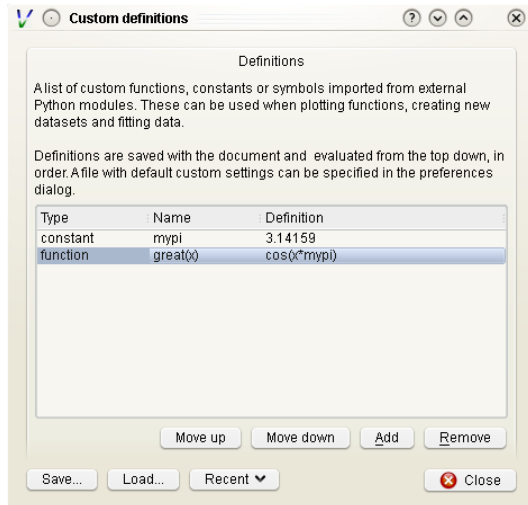 Custom definitions
Definitions
A list of custom functions, constants or symbols imported from external
Python modules. These can be used when plotting functions, creating new
datasets and fitting data.
Definitions are saved with the document and evaluated from the top down, in
order. A file with default custom settings can be specified in the preferences
dialog.
Type Name Definition
constant mypi 3.14159
function great(x) cos(x*mypi)
Move up Move down Add Remove
Save... Load... Recent Close